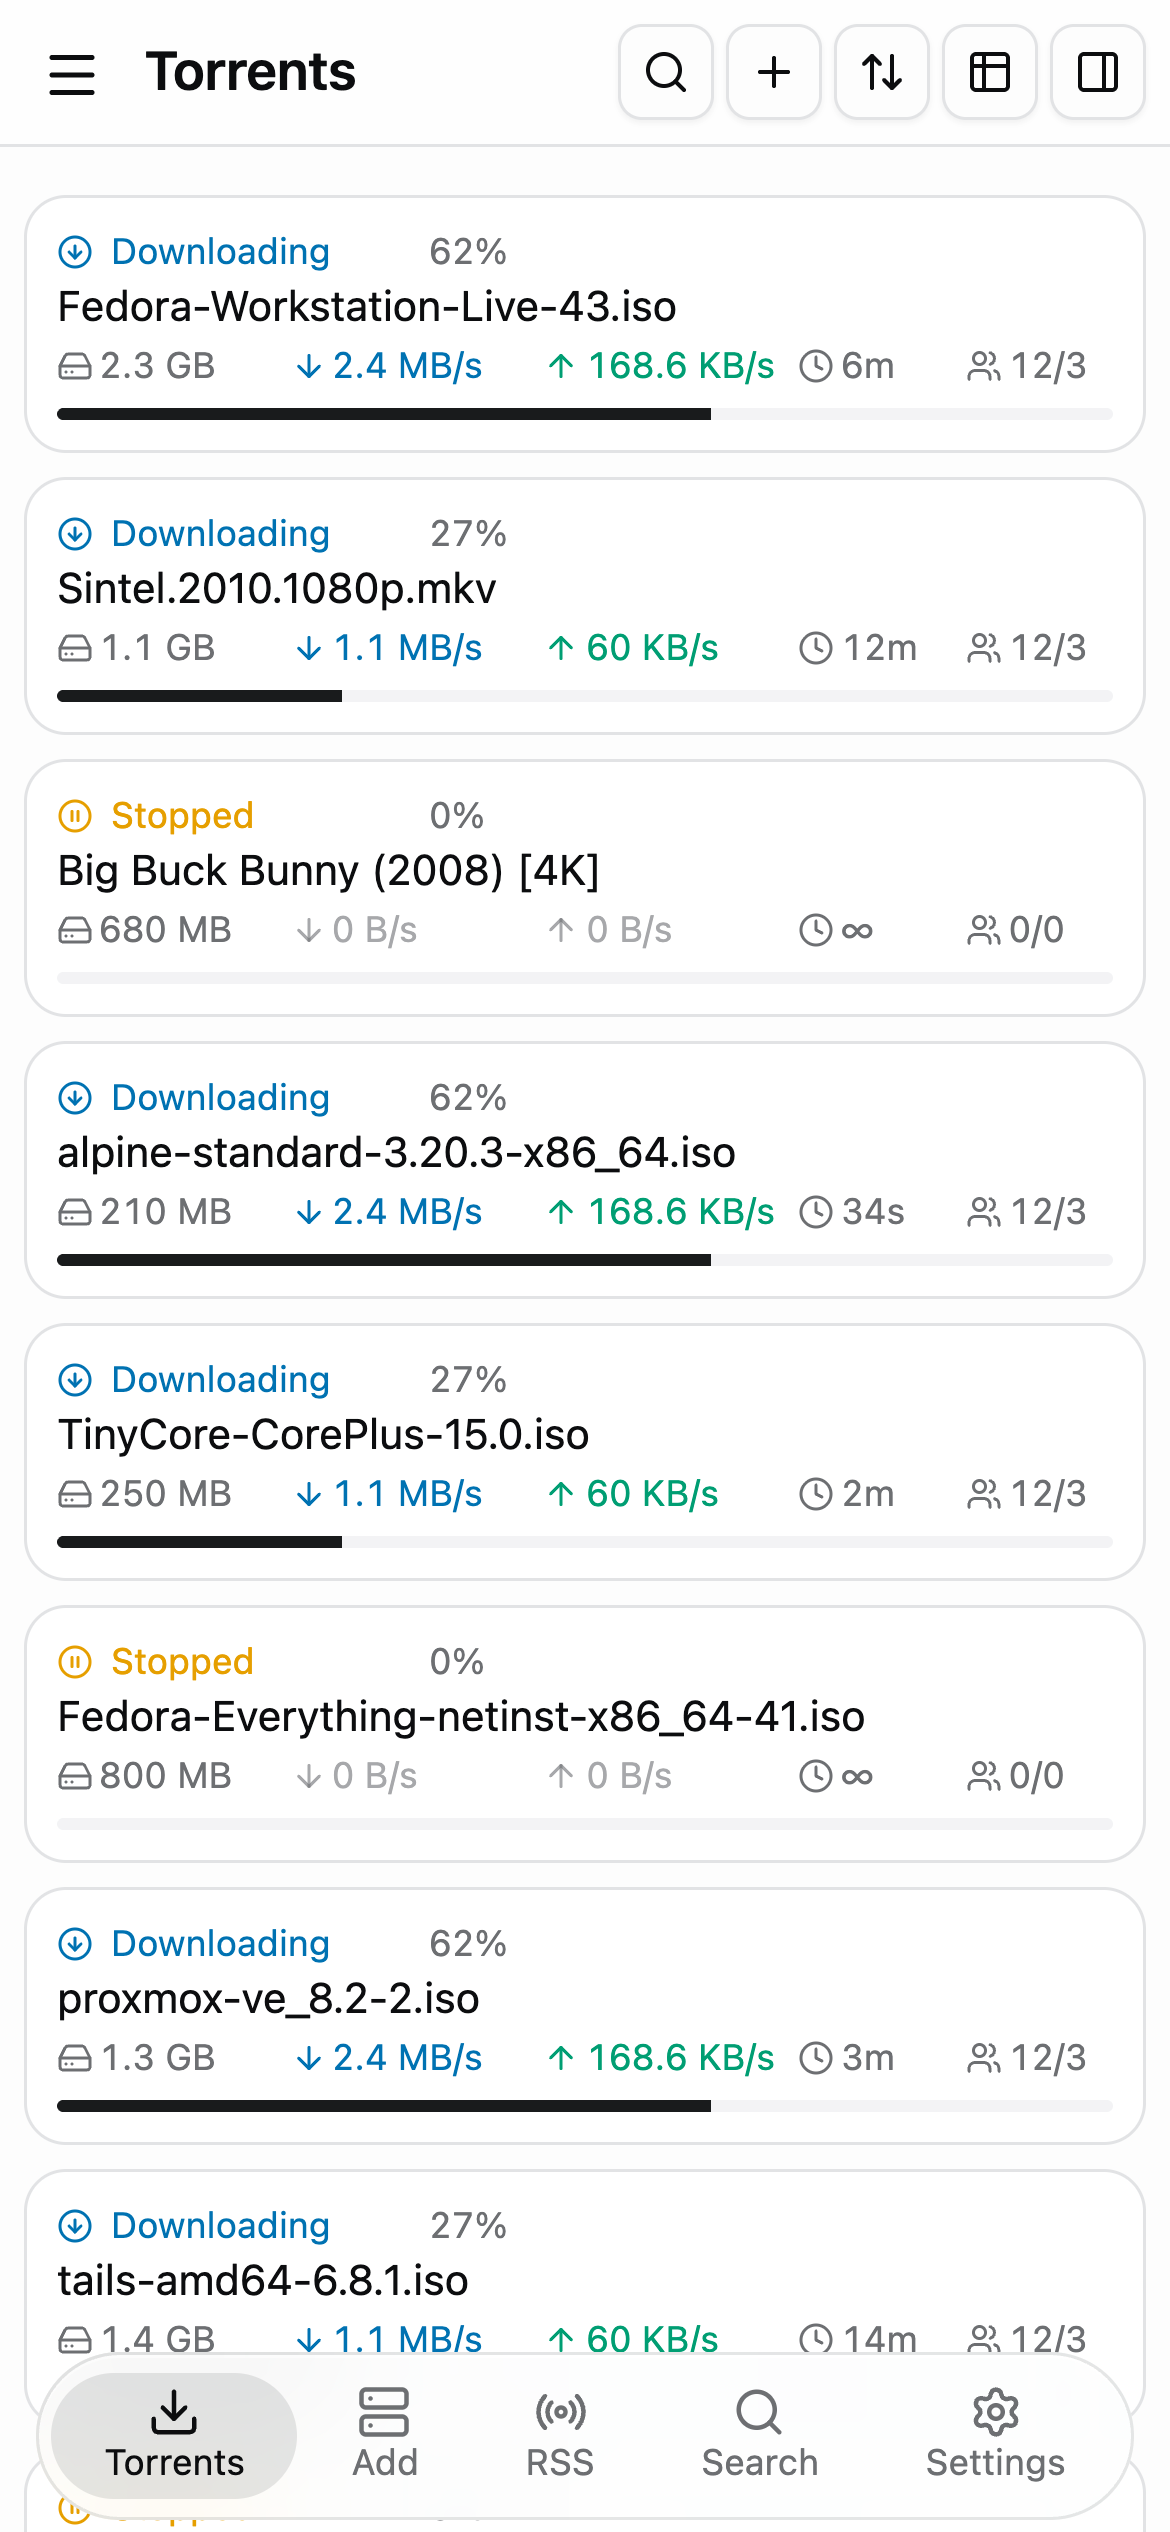 Torrents
Downloading 62%
Fedora-Workstation-Live-43.iso
2.3 GB 2.4 MB/s 168.6 KB/s 6m 12/3
Downloading 27%
Sintel.2010.1080p.mkv
1.1 GB 1.1 MB/s 60 KB/s 12m 12/3
Stopped 0%
Big Buck Bunny (2008) [4K]
680 MB 0 B/s 0 B/s ∞ 0/0
Downloading 62%
alpine-standard-3.20.3-x86_64.iso
210 MB 2.4 MB/s 168.6 KB/s 34s 12/3
Downloading 27%
TinyCore-CorePlus-15.0.iso
250 MB 1.1 MB/s 60 KB/s 2m 12/3
Stopped 0%
Fedora-Everything-netinst-x86_64-41.iso
800 MB 0 B/s 0 B/s ∞ 0/0
Downloading 62%
proxmox-ve_8.2-2.iso
1.3 GB 2.4 MB/s 168.6 KB/s 3m 12/3
Downloading 27%
tails-amd64-6.8.1.iso
1.4 GB 1.1 MB/s 60 KB/s 14m 12/3
Torrents Add RSS Search Settings